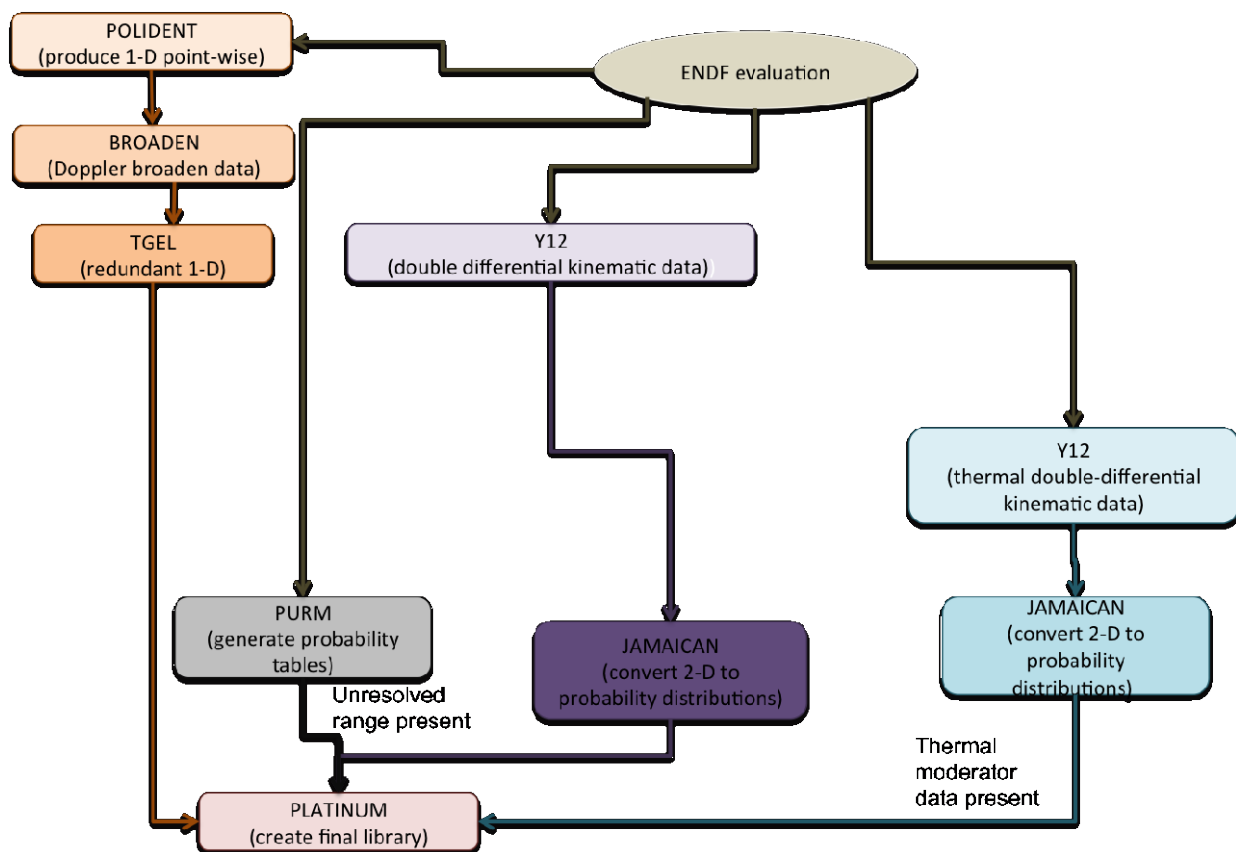 POLIDENT
(produce 1-D point-wise)
ENDF evaluation
BROADEN
(Doppler broaden data)
TGEL
(redundant 1-D)
Y12
(double differential kinematic data)
Y12
(thermal double-differential
kinematic data)
PURM
(generate probability
tables)
JAMAICAN
(convert 2-D to
probability distributions)
JAMAICAN
(convert 2-D to
probability
distributions)
Unresolved
range present
Thermal
moderator
data present
PLATINUM
(create final library)